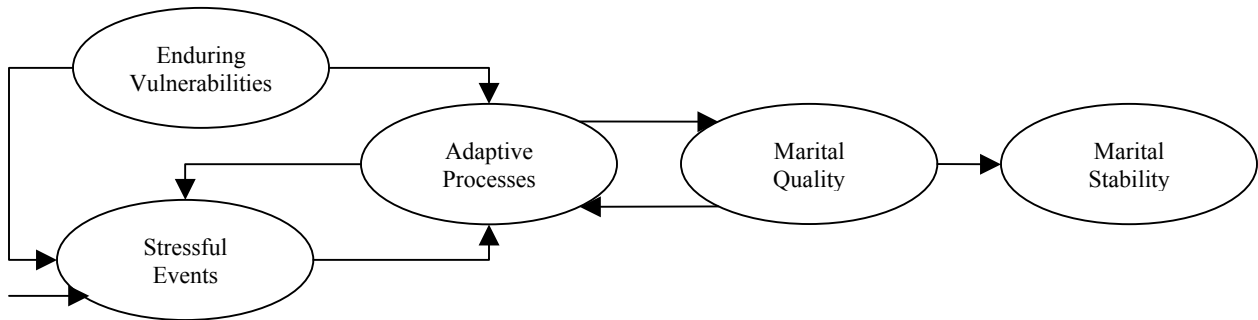 Enduring
Vulnerabilities
Adaptive
Processes
Marital
Quality
Marital
Stability
Stressful
Events